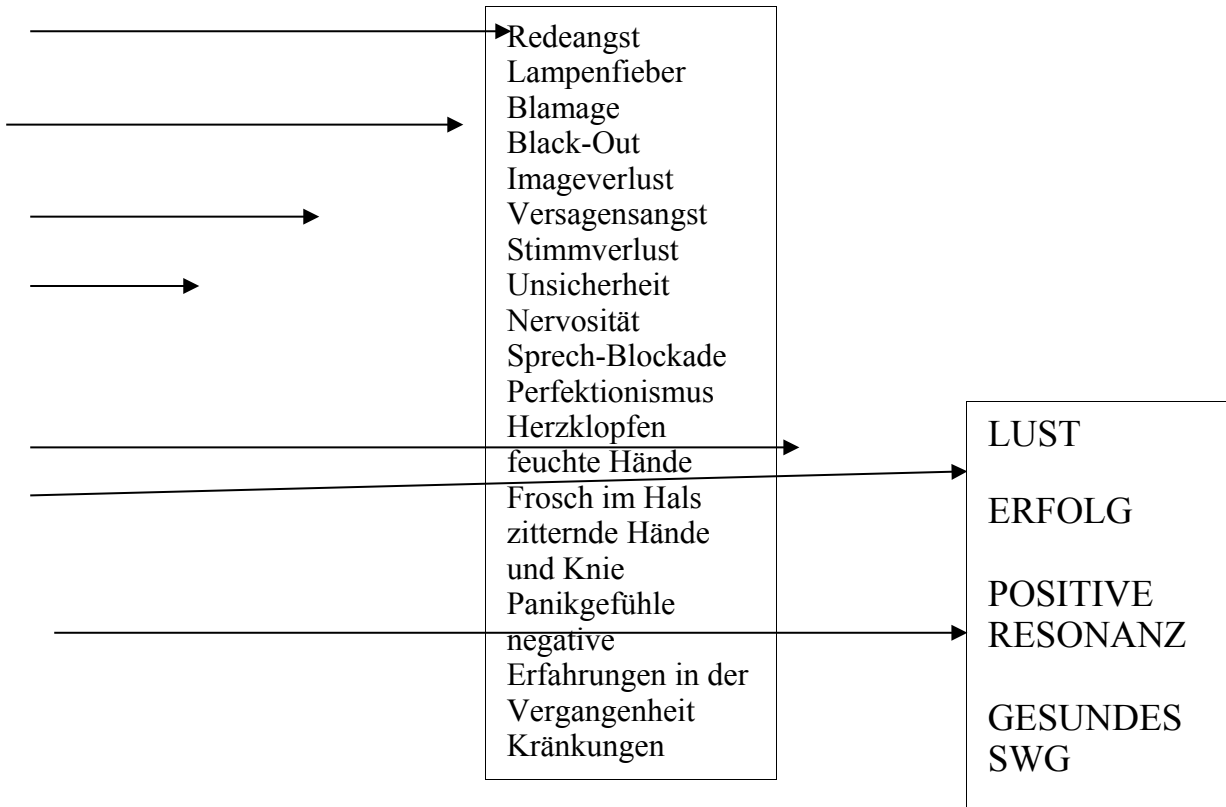 Redeangst
Lampenfieber
Blamage
Black-Out
Imageverlust
Versagensangst
Stimmverlust
Unsicherheit
Nervosität
Sprech-Blockade
Perfektionismus
Herzklopfen
feuchte Hände
Frosch im Hals
zitternde Hände
und Knie
Panikgefühle
negative
Erfahrungen in der
Vergangenheit
Kränkungen
LUST
ERFOLG
POSITIVE
RESONANZ
GESUNDES
SWG